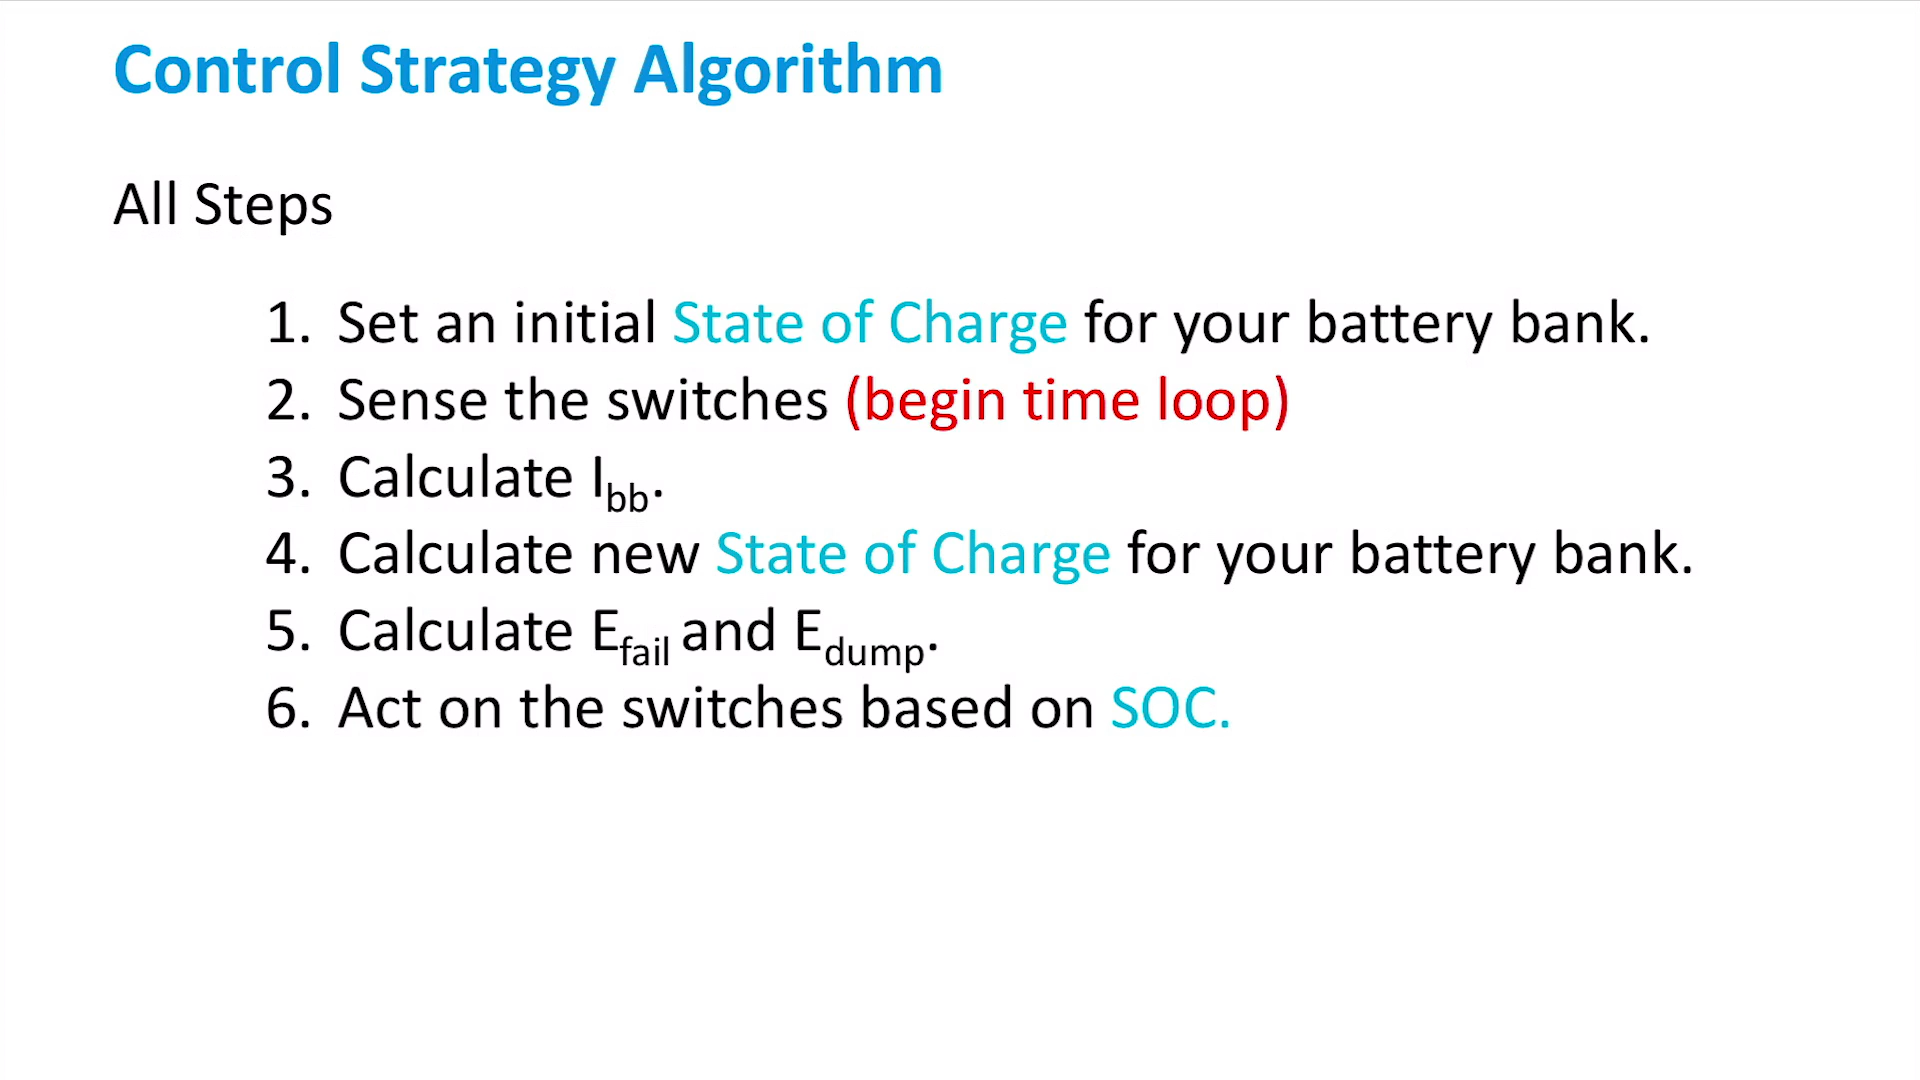 Control Strategy Algorithm
All Steps
1. Set an initial State of Charge for your battery bank.
2. Sense the switches (begin time loop)
3. Calculate Ibb.
4. Calculate new State of Charge for your battery bank.
5. Calculate Efail and Edump.
6. Act on the switches based on SOC.